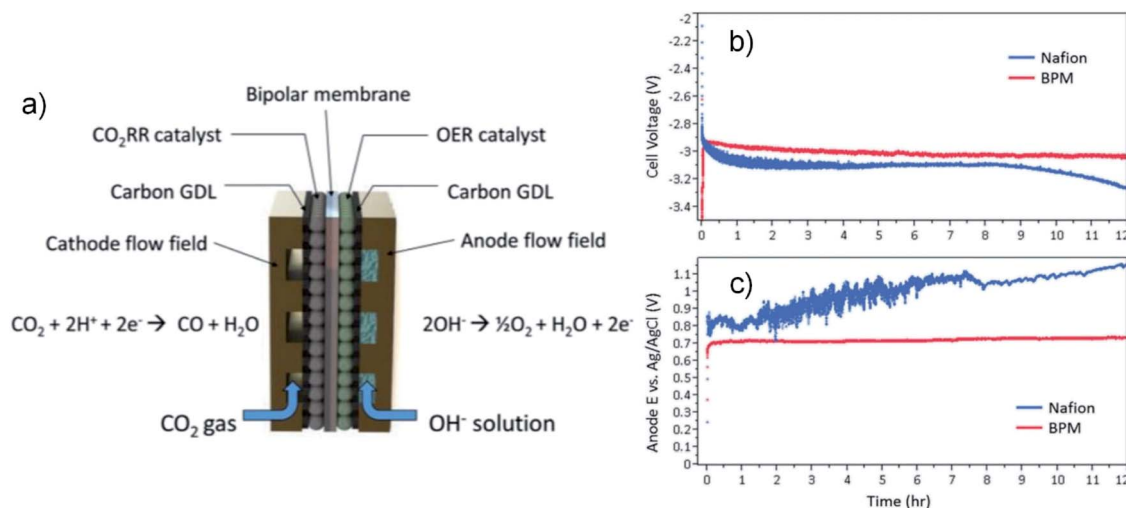 a)
Bipolar membrane
CO₂RR catalyst OER catalyst
Carbon GDL Carbon GDL
Cathode flow field Anode flow field
CO₂ + 2H⁺ + 2e⁻ → CO + H₂O 2OH⁻ → ½O₂ + H₂O + 2e⁻
CO₂ gas OH⁻ solution
b)
Nafion
BPM
Cell Voltage (V)
-2
-2.2
-2.4
-2.6
-2.8
-3
-3.2
-3.4
0 1 2 3 4 5 6 7 8 9 10 11 12
c)
Anode E vs. Ag/AgCl (V)
1.1
1
0.9
0.8
0.7
0.6
0.5
0.4
0.3
0.2
0.1
0
Nafion
BPM
0 1 2 3 4 5 6 7 8 9 10 11 12
Time (hr)